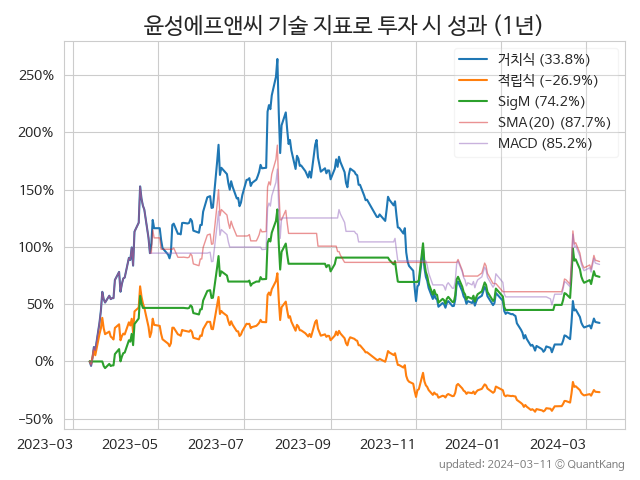 윤성에프앤씨 기술 지표로 투자 시 성과 (1년)
거치식 (33.8%)
적립식 (-26.9%)
SigM (74.2%)
SMA(20) (87.7%)
MACD (85.2%)
250%
200%
150%
100%
50%
0%
−50%
2023-03 2023-05 2023-07 2023-09 2023-11 2024-01 2024-03
updated: 2024-03-11 © QuantKang